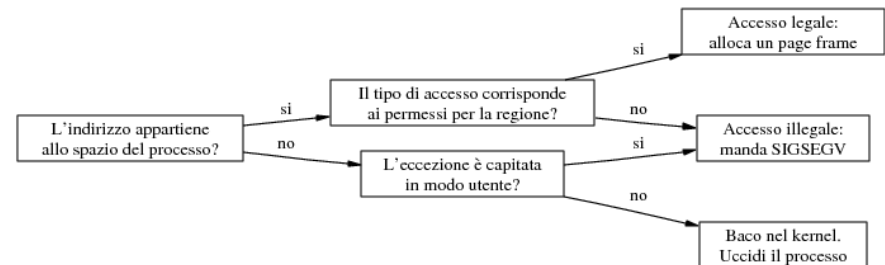 Accesso legale:
alloca un page frame
si
Il tipo di accesso corrisponde
ai permessi per la regione?
si
no
L'indirizzo appartiene
allo spazio del processo?
Accesso illegale:
manda SIGSEGV
no
si
L'eccezione è capitata
in modo utente?
no
Baco nel kernel.
Uccidi il processo